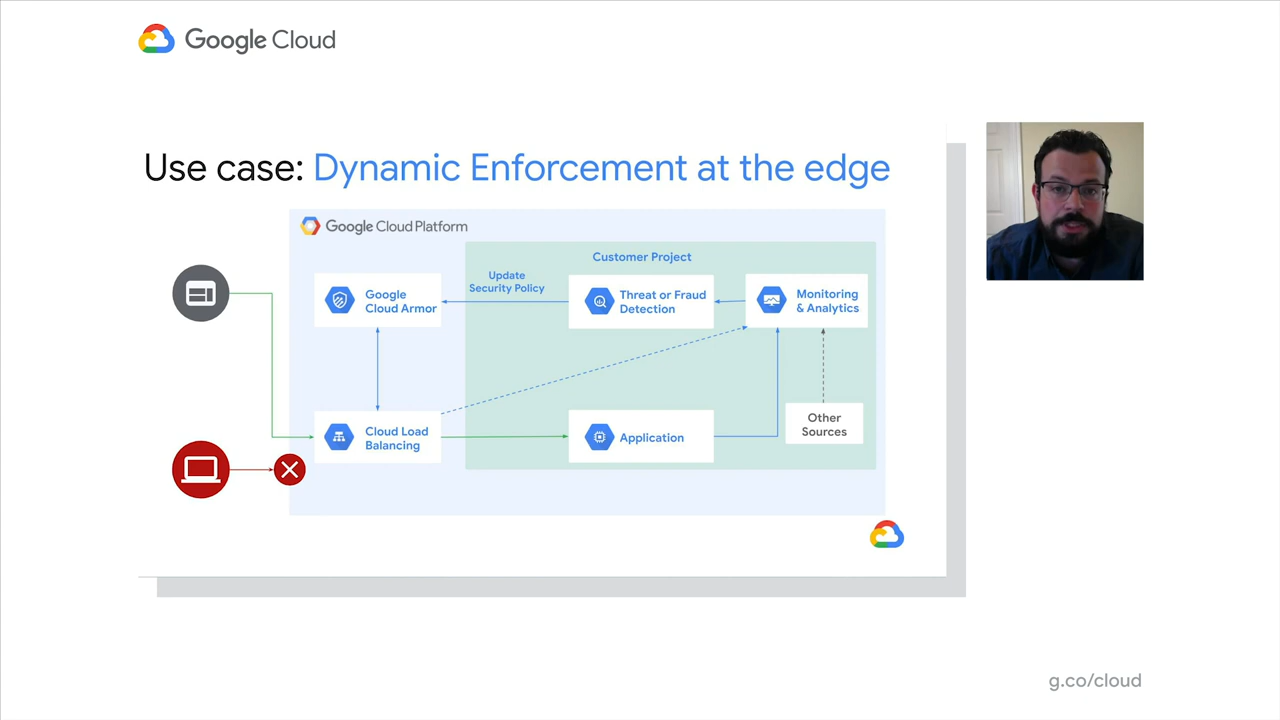 Google Cloud
Use case: Dynamic Enforcement at the edge
Google Cloud Platform
Customer Project
Google
Cloud Armor
Update
Security Policy
Threat or Fraud
Detection
Monitoring
& Analytics
Cloud Load
Balancing
Application
Other
Sources
g.co/cloud